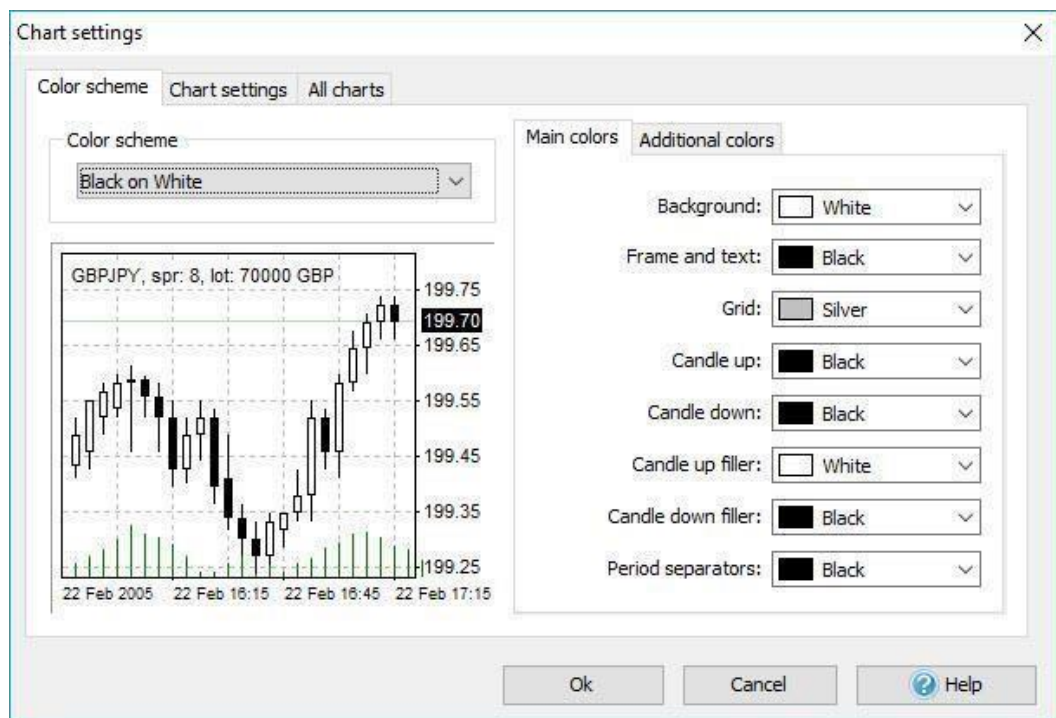 Chart settings
Color scheme
Chart settings
All charts
Color scheme
Black on White
GBPJPY, spr: 8, lot: 70000 GBP
199.75
199.70
199.65
199.55
199.45
199.35
199.25
22 Feb 2005 22 Feb 16:15 22 Feb 16:45 22 Feb 17:15
Main colors
Additional colors
Background: White
Frame and text: Black
Grid: Silver
Candle up: Black
Candle down: Black
Candle up filler: White
Candle down filler: Black
Period separators: Black
Ok
Cancel
Help